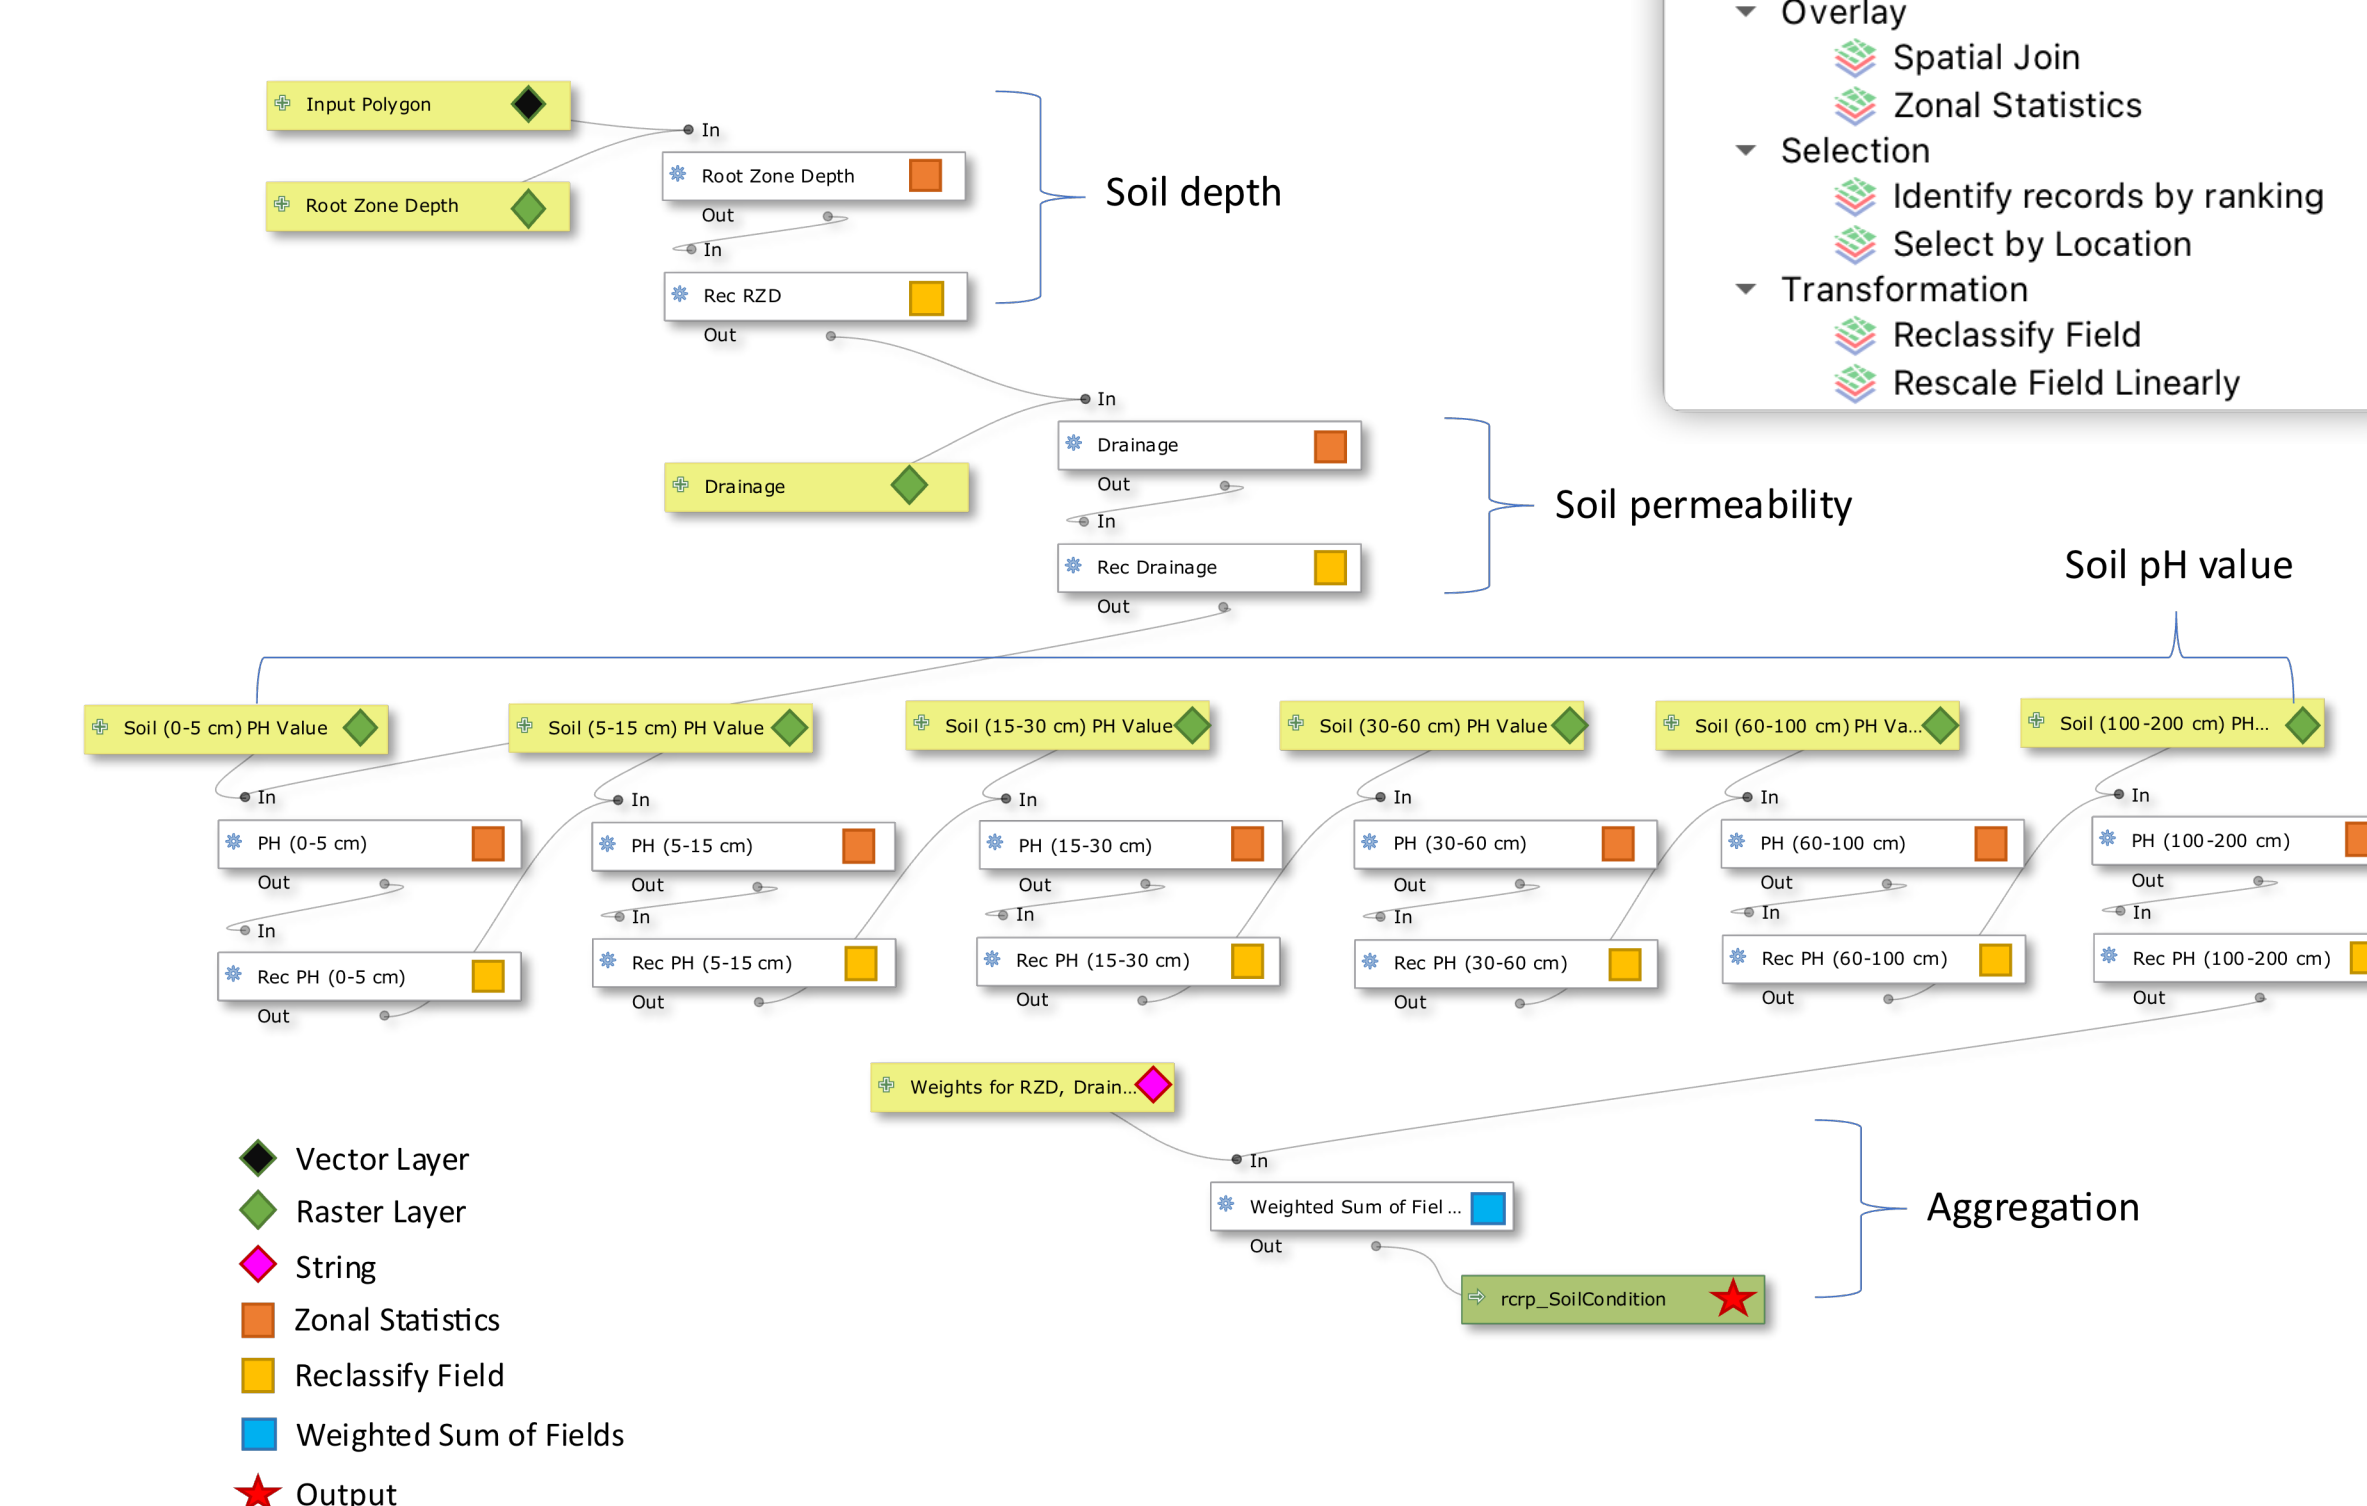 Overlay
Spatial Join
Zonal Statistics
Selection
Identify records by ranking
Select by Location
Transformation
Reclassify Field
Rescale Field Linearly
Input Polygon
In
Root Zone Depth
Root Zone Depth
Out
In
Rec RZD
Out
Soil depth
In
Drainage
Drainage
Out
In
Rec Drainage
Out
Soil permeability
Soil pH value
Soil (0-5 cm) PH Value
Soil (5-15 cm) PH Value
Soil (15-30 cm) PH Value
Soil (30-60 cm) PH Value
Soil (60-100 cm) PH Va...
Soil (100-200 cm) PH...
In
In
In
In
In
In
PH (0-5 cm)
PH (5-15 cm)
PH (15-30 cm)
PH (30-60 cm)
PH (60-100 cm)
PH (100-200 cm)
Out
Out
Out
Out
Out
Out
In
In
In
In
In
In
Rec PH (0-5 cm)
Rec PH (5-15 cm)
Rec PH (15-30 cm)
Rec PH (30-60 cm)
Rec PH (60-100 cm)
Rec PH (100-200 cm)
Out
Out
Out
Out
Out
Out
Weights for RZD, Drain...
In
Weighted Sum of Fiel ...
Out
rcrp_SoilCondition
Aggregation
Vector Layer
Raster Layer
String
Zonal Statistics
Reclassify Field
Weighted Sum of Fields
Output